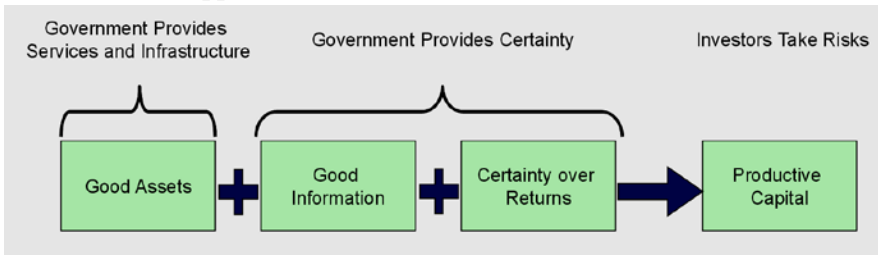 Government Provides
Services and Infrastructure
Government Provides Certainty
Investors Take Risks
Good Assets
Good
Information
Certainty over
Returns
Productive
Capital